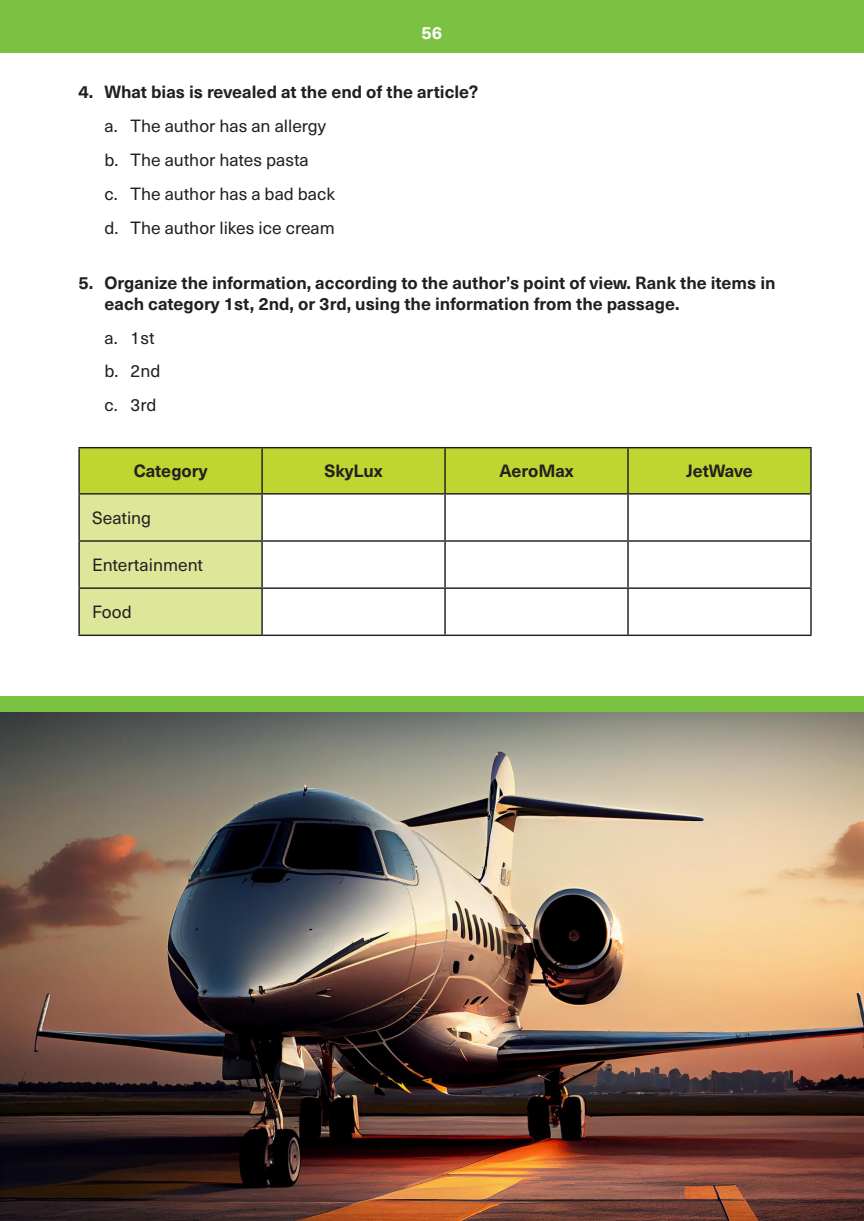 56
4. What bias is revealed at the end of the article?
a. The author has an allergy
b. The author hates pasta
c. The author has a bad back
d. The author likes ice cream
5. Organize the information, according to the author’s point of view. Rank the items in
each category 1st, 2nd, or 3rd, using the information from the passage.
a. 1st
b. 2nd
c. 3rd
Category SkyLux AeroMax JetWave
Seating
Entertainment
Food